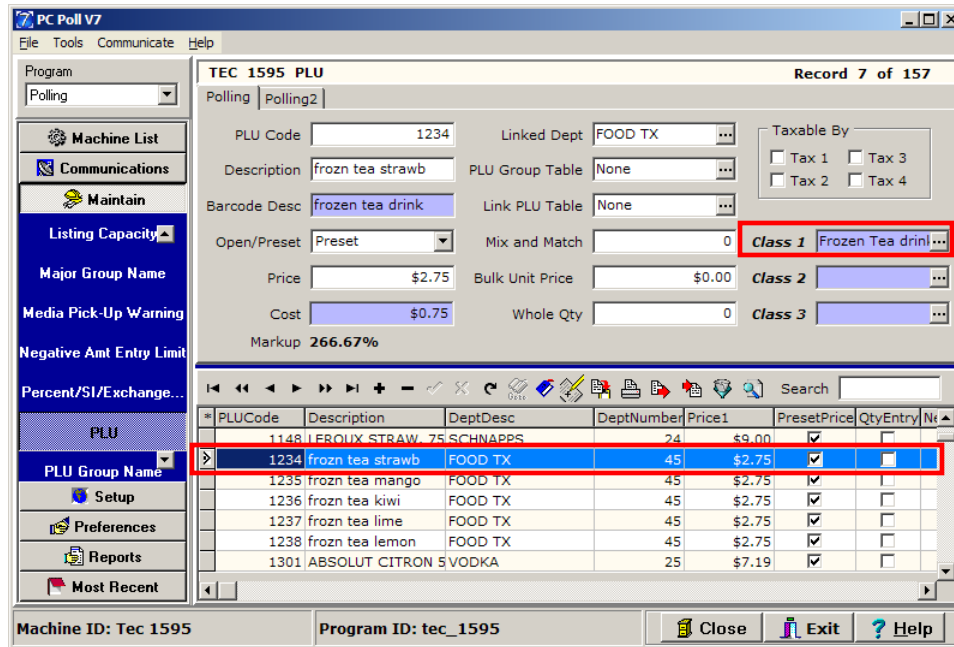 PC Poll V7
File Tools Communicate Help
Program
Polling
Machine List
Communications
Maintain
Listing Capacity
Major Group Name
Media Pick-Up Warning
Negative Amt Entry Limit
Percent/SI/Exchange...
PLU
PLU Group Name
Setup
Preferences
Reports
Most Recent
TEC 1595 PLU Record 7 of 157
Polling Polling2
PLU Code 1234 Linked Dept FOOD TX ... Taxable By
Description frozn tea strawb PLU Group Table None ... Tax 1 Tax 3
Barcode Desc frozen tea drink Link PLU Table None ... Tax 2 Tax 4
Open/Preset Preset Mix and Match 0 Class 1 Frozen Tea drink ...
Price $2.75 Bulk Unit Price $0.00 Class 2 ...
Cost $0.75 Whole Qty 0 Class 3 ...
Markup 266.67%
Search
* PLUCode Description DeptDesc DeptNumber Price1 PresetPrice QtyEntry Ne
1148 LEROUX STRAW. 75 SCHNAPPS 24 $9.00
1234 frozn tea strawb FOOD TX 45 $2.75
1235 frozn tea mango FOOD TX 45 $2.75
1236 frozn tea kiwi FOOD TX 45 $2.75
1237 frozn tea lime FOOD TX 45 $2.75
1238 frozn tea lemon FOOD TX 45 $2.75
1301 ABSOLUT CITRON 5 VODKA 25 $7.19
Machine ID: Tec 1595 Program ID: tec_1595 Close Exit Help